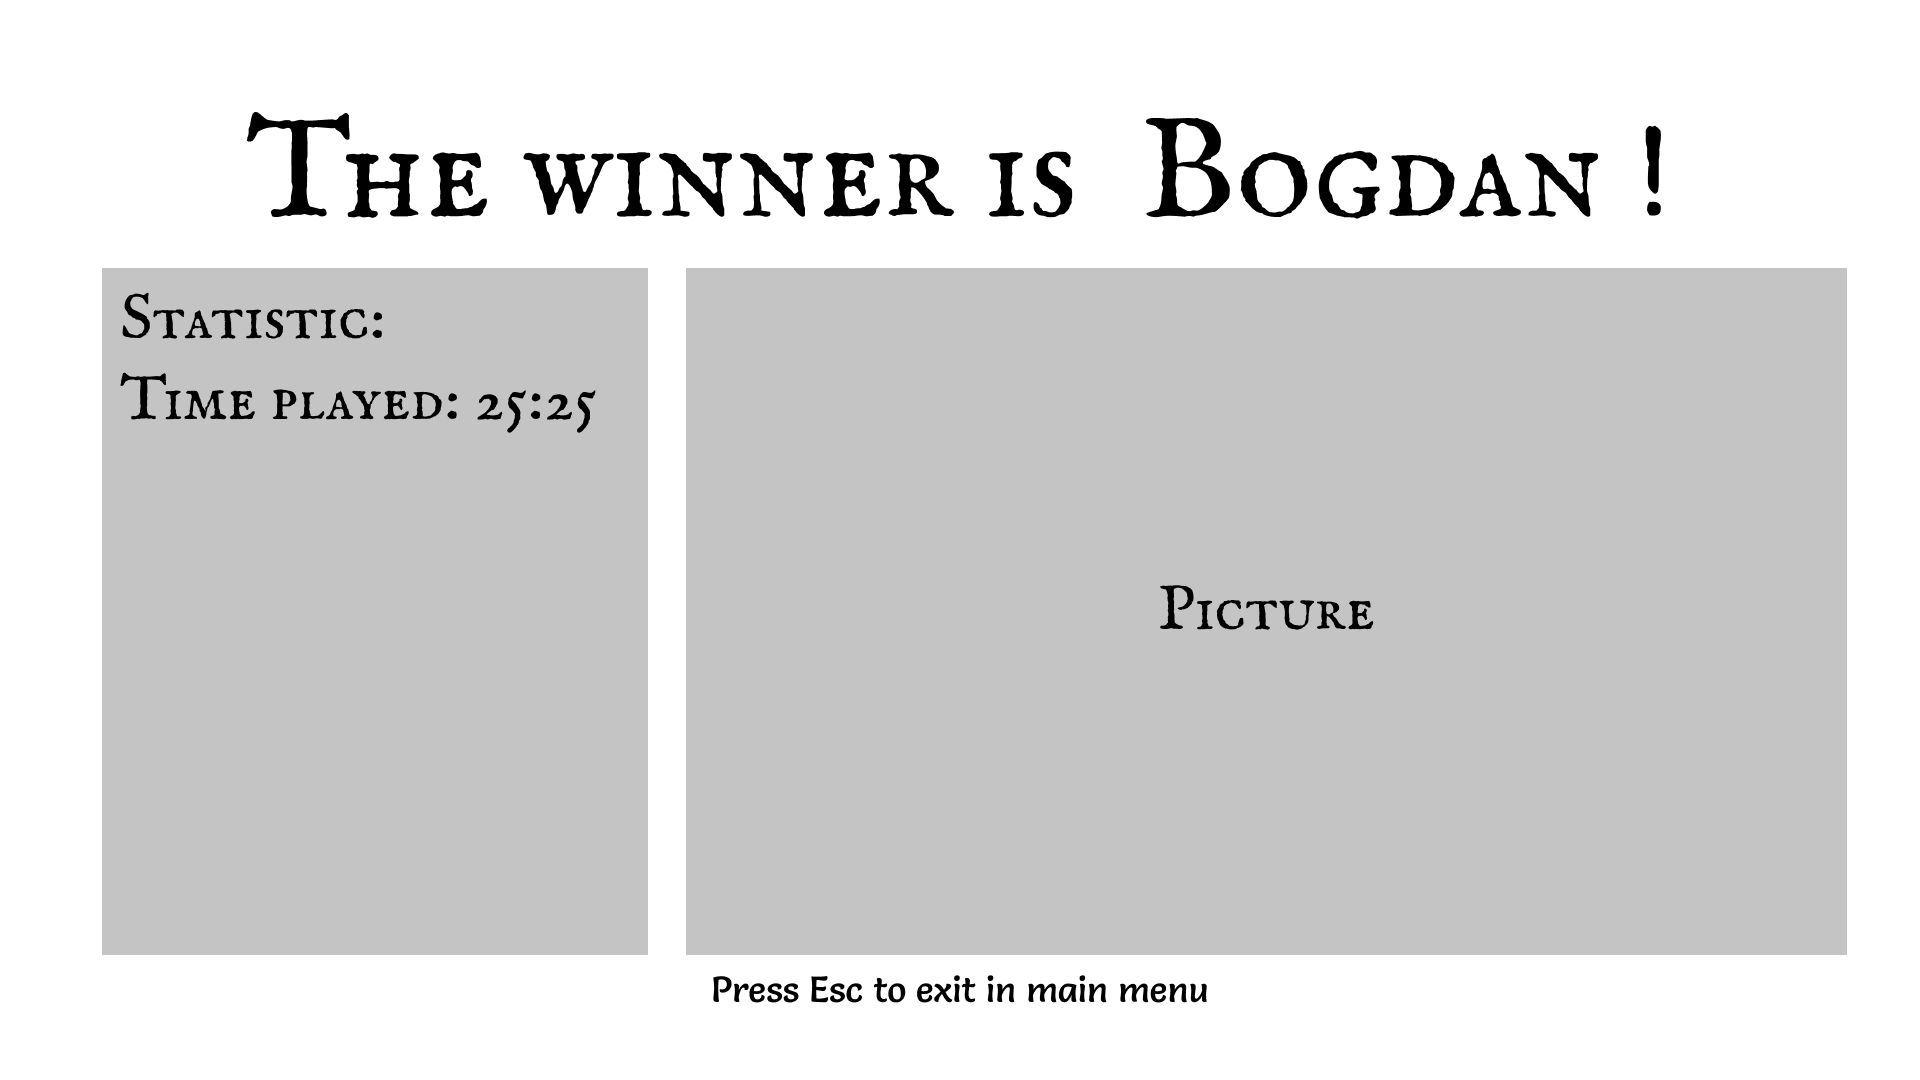 The winner is Bogdan !
Statistic:
Time played: 25:25
Picture
Press Esc to exit in main menu